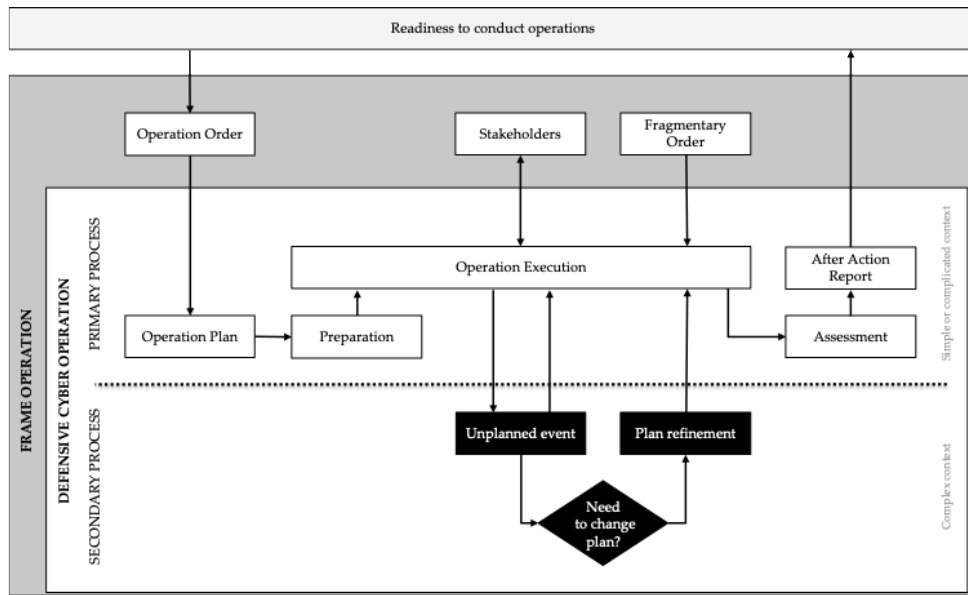 Readiness to conduct operations
Operation Order
Stakeholders
Fragmentary
Order
FRAME OPERATION
DEFENSIVE CYBER OPERATION
PRIMARY PROCESS
Operation Execution
After Action
Report
Simple or complicated context
Operation Plan
Preparation
Assessment
SECONDARY PROCESS
Unplanned event
Plan refinement
Need
to change
plan?
Complex context